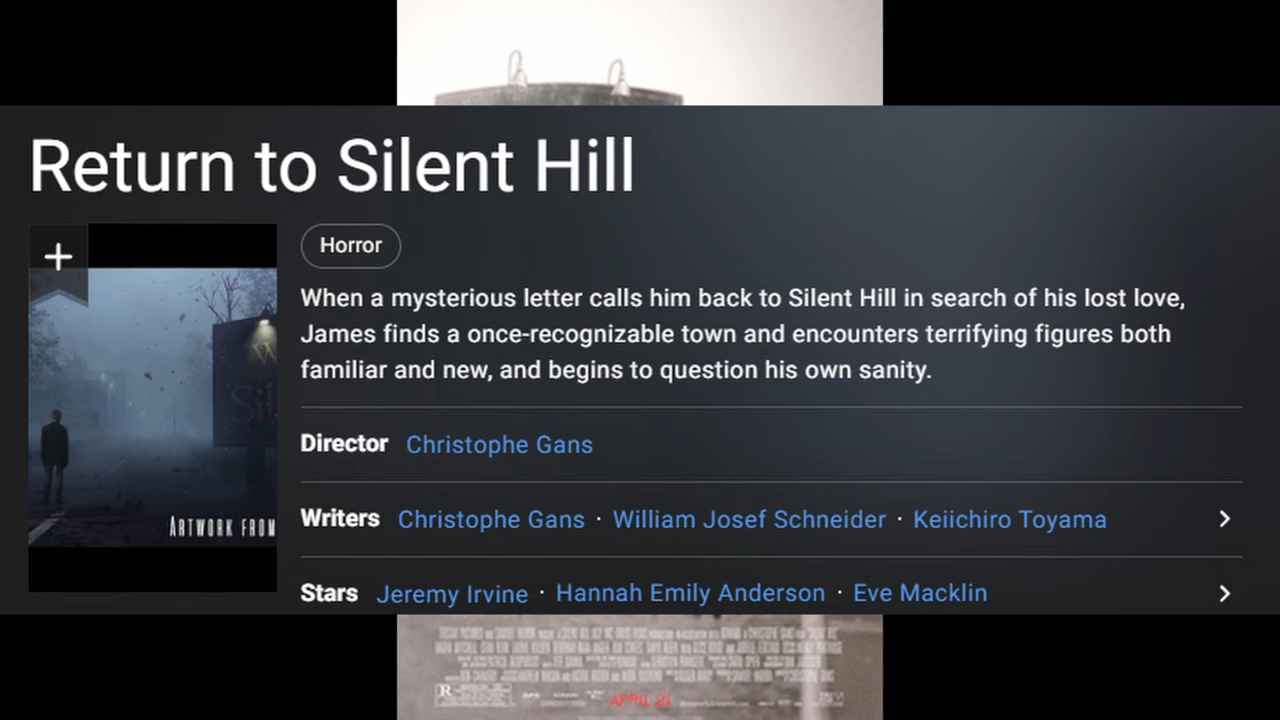 Return to Silent Hill
Horror
When a mysterious letter calls him back to Silent Hill in search of his lost love,
James finds a once-recognizable town and encounters terrifying figures both
familiar and new, and begins to question his own sanity.
ARTWORK FROM
Director Christophe Gans
Writers Christophe Gans · William Josef Schneider · Keiichiro Toyama
Stars Jeremy Irvine · Hannah Emily Anderson · Eve Macklin
R
APRIL 21